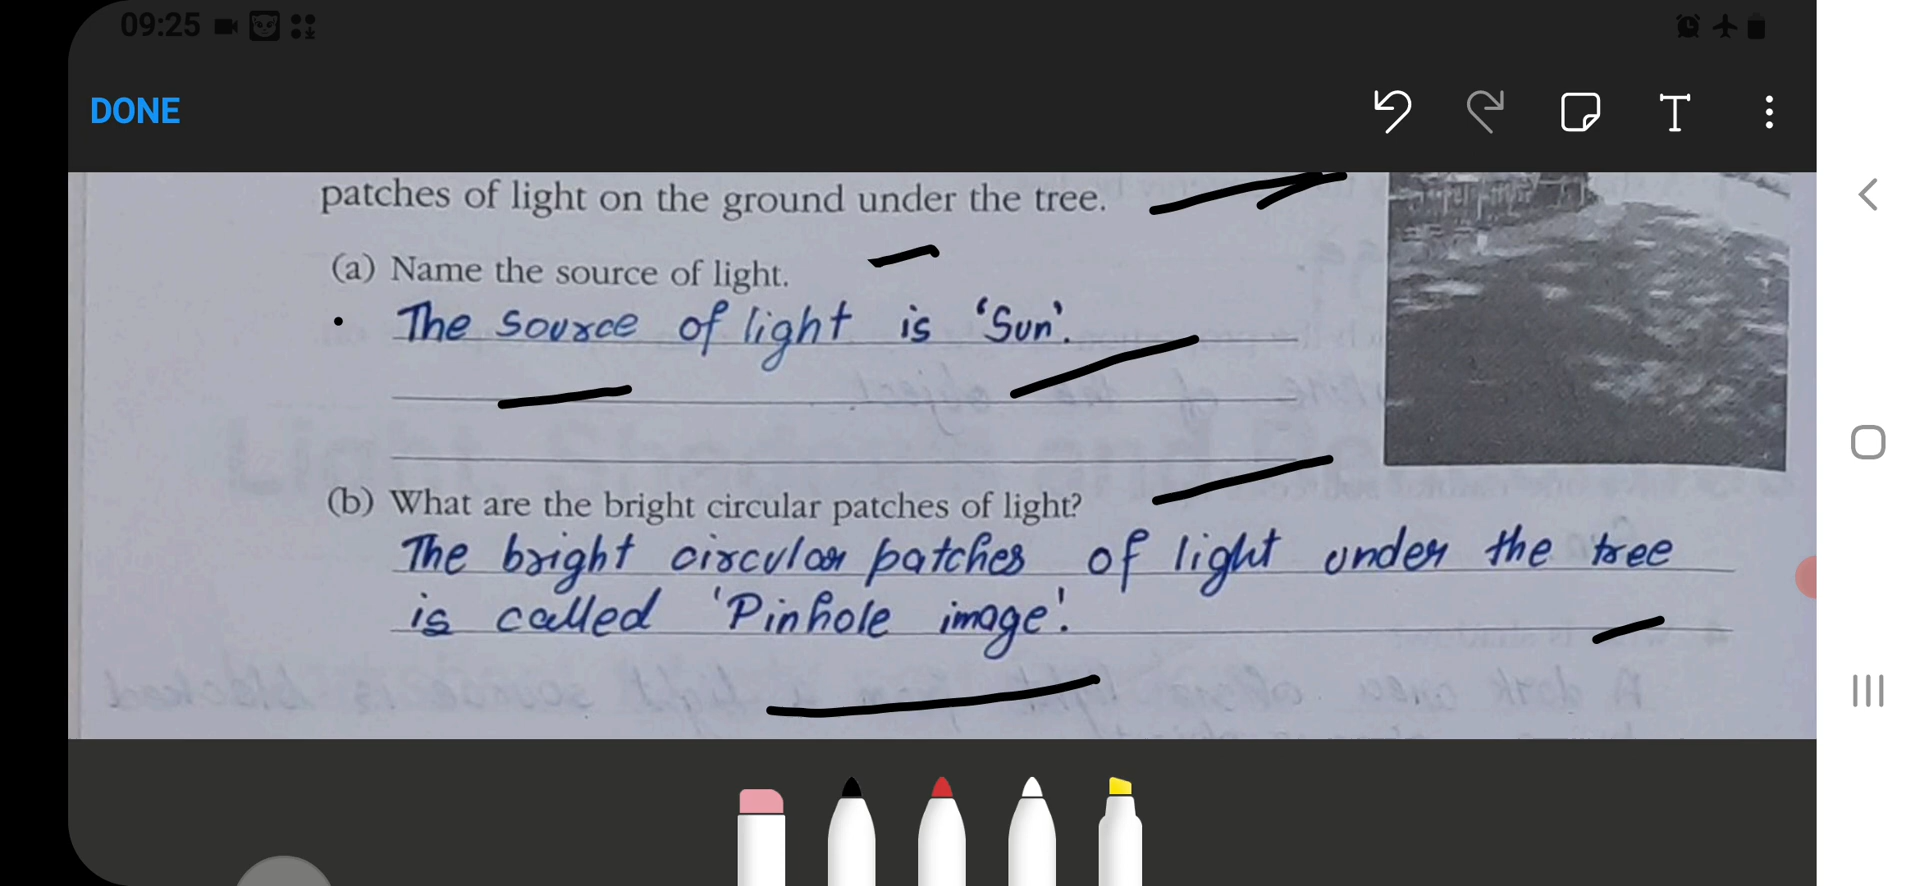 09:25
DONE
patches of light on the ground under the tree.
(a) Name the source of light.
The source of light is 'Sun'.
(b) What are the bright circular patches of light?
The bright circular patches of light under the tree
is called 'Pinhole image'.